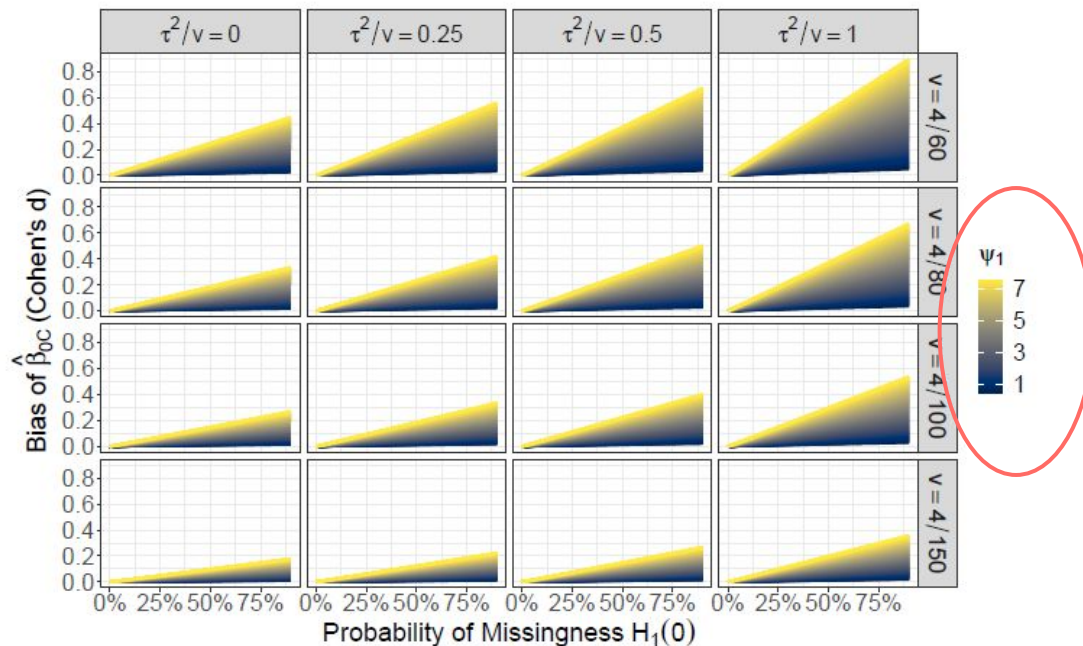 τ²/v = 0
τ²/v = 0.25
τ²/v = 0.5
τ²/v = 1
Bias of β̂₀C (Cohen's d)
0.8
0.6
0.4
0.2
0.0
v = 4/60
0.8
0.6
0.4
0.2
0.0
v = 4/80
0.8
0.6
0.4
0.2
0.0
v = 4/100
0.8
0.6
0.4
0.2
0.0
v = 4/150
0% 25% 50% 75% 0% 25% 50% 75% 0% 25% 50% 75% 0% 25% 50% 75%
Probability of Missingness H₁(0)
ψ₁
7
5
3
1